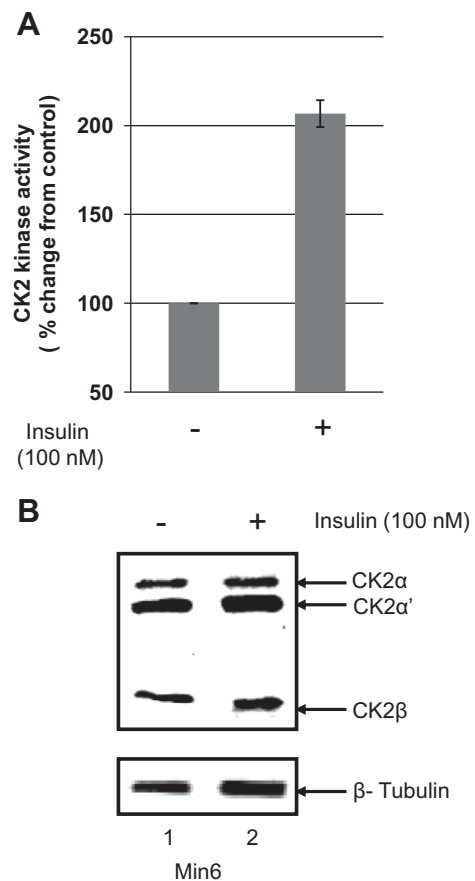 A
250
200
150
100
50
CK2 kinase activity
( % change from control)
Insulin
(100 nM)
-
+
B
-
+
Insulin (100 nM)
CK2α
CK2α’
CK2β
β- Tubulin
1
2
Min6